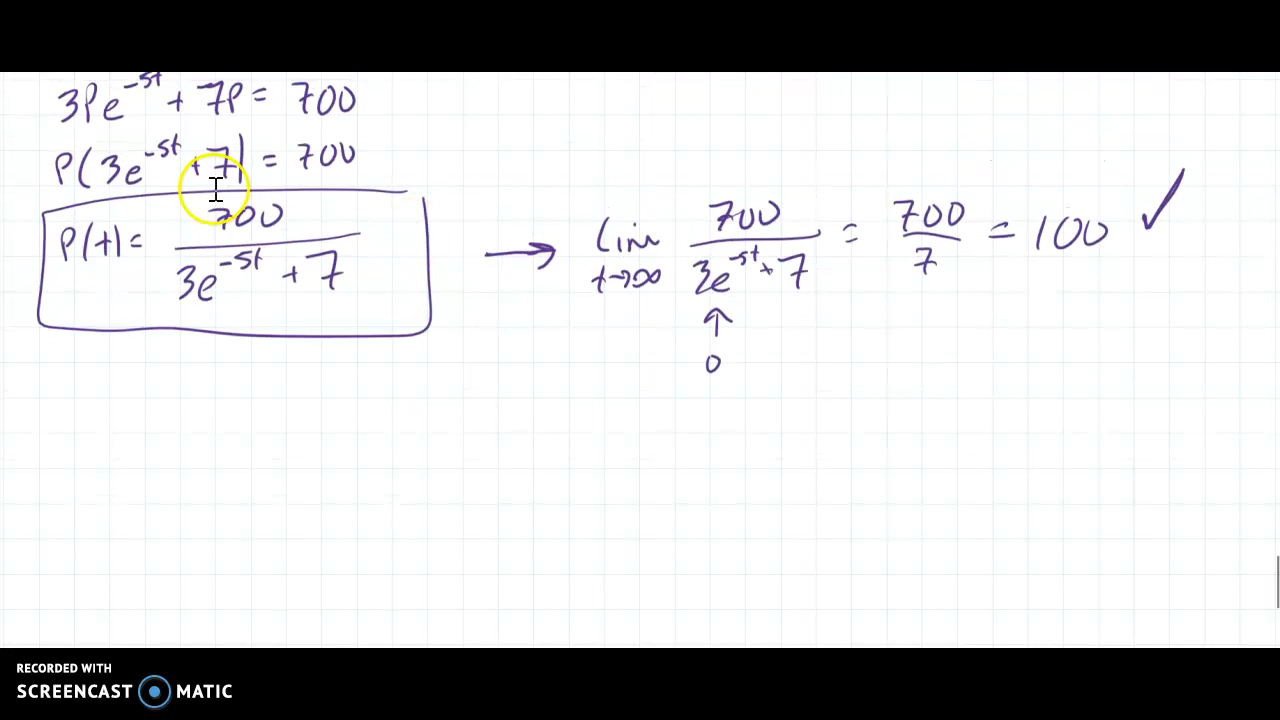 3Pe^-5t + 7P = 700
P(3e^-5t + 7) = 700
P(t) = 700 / (3e^-5t + 7) → lim t→∞ 700 / (3e^-5t + 7) = 700 / 7 = 100 ✓
↑
0
RECORDED WITH
SCREENCAST MATIC